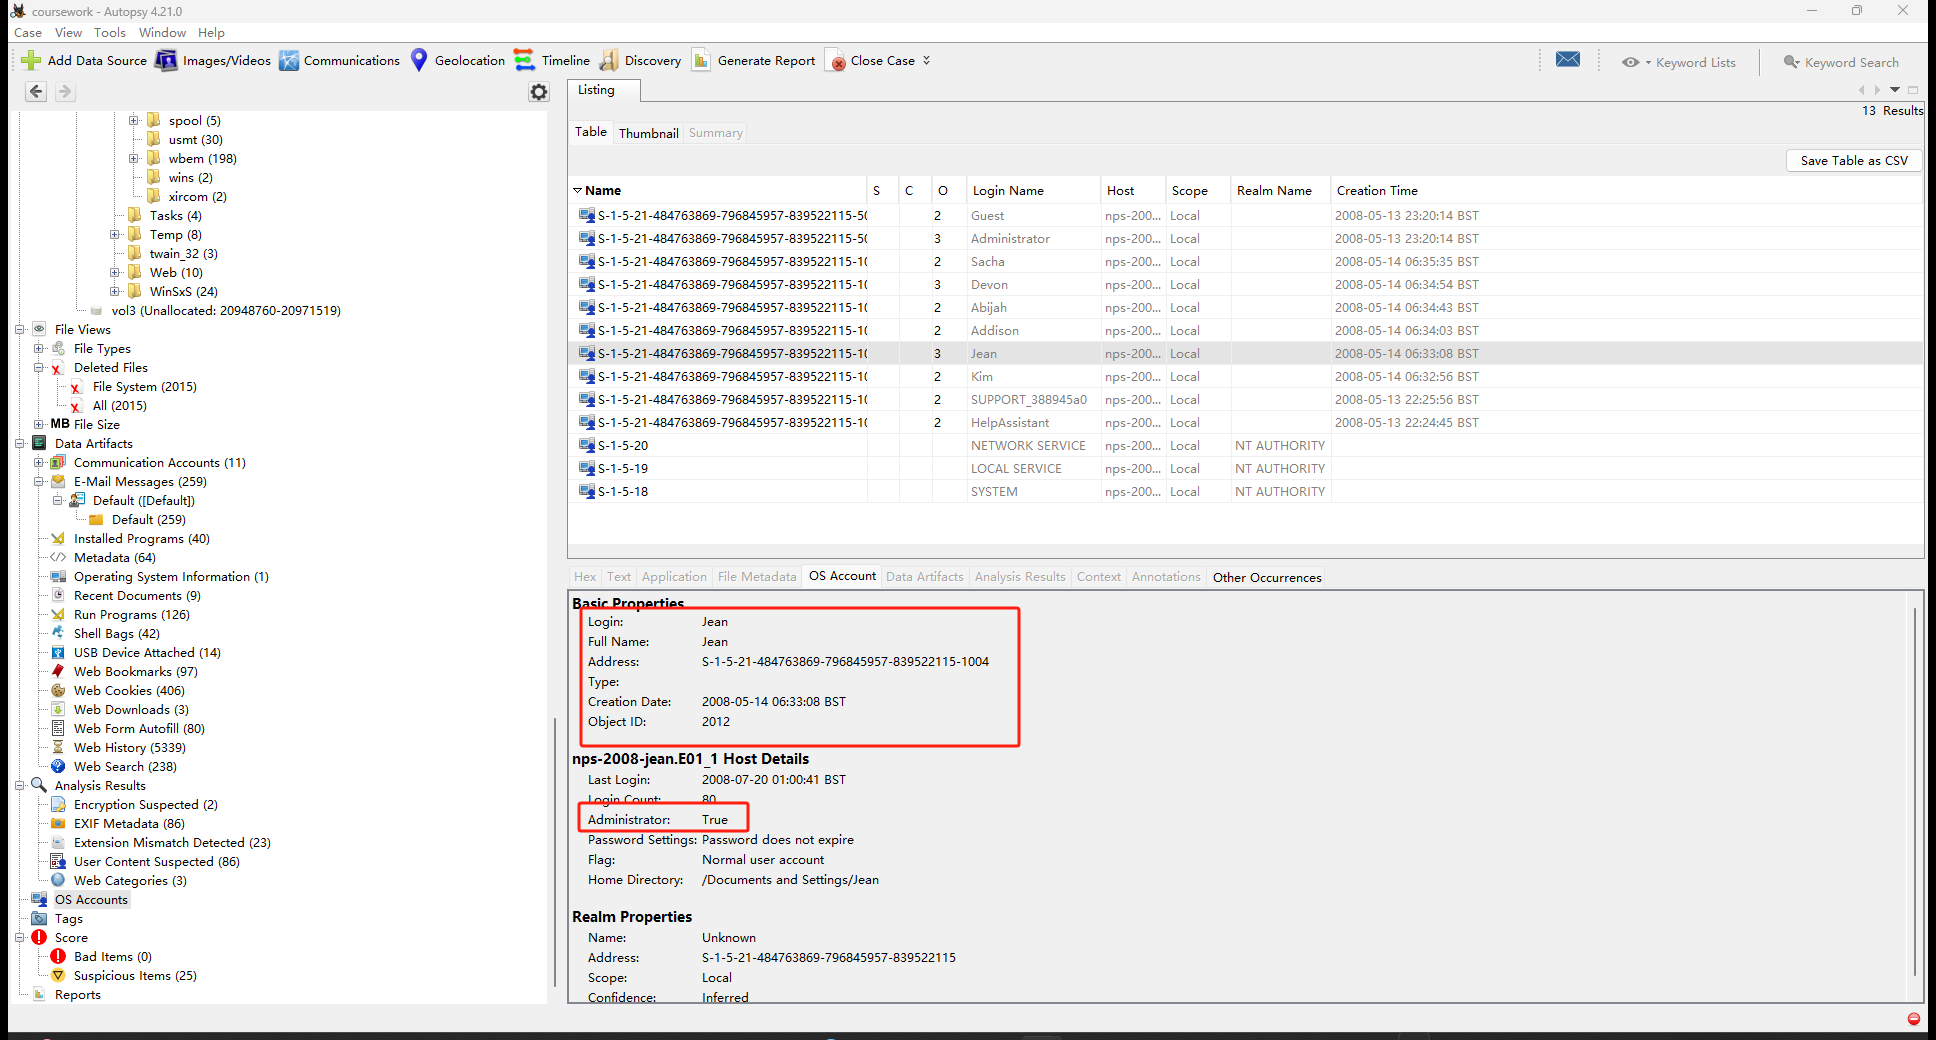 coursework - Autopsy 4.21.0
Case View Tools Window Help
Add Data Source Images/Videos Communications Geolocation Timeline Discovery Generate Report Close Case
Keyword Lists Keyword Search
Listing
13 Results
Table Thumbnail Summary
Save Table as CSV
Name S C O Login Name Host Scope Realm Name Creation Time
S-1-5-21-484763869-796845957-839522115-50 2 Guest nps-200... Local 2008-05-13 23:20:14 BST
S-1-5-21-484763869-796845957-839522115-50 3 Administrator nps-200... Local 2008-05-13 23:20:14 BST
S-1-5-21-484763869-796845957-839522115-10 2 Sacha nps-200... Local 2008-05-14 06:35:35 BST
S-1-5-21-484763869-796845957-839522115-10 3 Devon nps-200... Local 2008-05-14 06:34:54 BST
S-1-5-21-484763869-796845957-839522115-10 2 Abijah nps-200... Local 2008-05-14 06:34:43 BST
S-1-5-21-484763869-796845957-839522115-10 2 Addison nps-200... Local 2008-05-14 06:34:03 BST
S-1-5-21-484763869-796845957-839522115-10 3 Jean nps-200... Local 2008-05-14 06:33:08 BST
S-1-5-21-484763869-796845957-839522115-10 2 Kim nps-200... Local 2008-05-14 06:32:56 BST
S-1-5-21-484763869-796845957-839522115-10 2 SUPPORT_388945a0 nps-200... Local 2008-05-13 22:25:56 BST
S-1-5-21-484763869-796845957-839522115-10 2 HelpAssistant nps-200... Local 2008-05-13 22:24:45 BST
S-1-5-20 NETWORK SERVICE nps-200... Local NT AUTHORITY
S-1-5-19 LOCAL SERVICE nps-200... Local NT AUTHORITY
S-1-5-18 SYSTEM nps-200... Local NT AUTHORITY
spool (5)
usmt (30)
wbem (198)
wins (2)
xircom (2)
Tasks (4)
Temp (8)
twain_32 (3)
Web (10)
WinSxS (24)
vol3 (Unallocated: 20948760-20971519)
File Views
File Types
Deleted Files
File System (2015)
All (2015)
MB File Size
Data Artifacts
Communication Accounts (11)
E-Mail Messages (259)
Default ([Default])
Default (259)
Installed Programs (40)
Metadata (64)
Operating System Information (1)
Recent Documents (9)
Run Programs (126)
Shell Bags (42)
USB Device Attached (14)
Web Bookmarks (97)
Web Cookies (406)
Web Downloads (3)
Web Form Autofill (80)
Web History (5339)
Web Search (238)
Analysis Results
Encryption Suspected (2)
EXIF Metadata (86)
Extension Mismatch Detected (23)
User Content Suspected (86)
Web Categories (3)
OS Accounts
Tags
Score
Bad Items (0)
Suspicious Items (25)
Reports
Hex Text Application File Metadata OS Account Data Artifacts Analysis Results Context Annotations Other Occurrences
Basic Properties
Login: Jean
Full Name: Jean
Address: S-1-5-21-484763869-796845957-839522115-1004
Type:
Creation Date: 2008-05-14 06:33:08 BST
Object ID: 2012
nps-2008-jean.E01_1 Host Details
Last Login: 2008-07-20 01:00:41 BST
Login Count: 80
Administrator: True
Password Settings: Password does not expire
Flag: Normal user account
Home Directory: /Documents and Settings/Jean
Realm Properties
Name: Unknown
Address: S-1-5-21-484763869-796845957-839522115
Scope: Local
Confidence: Inferred